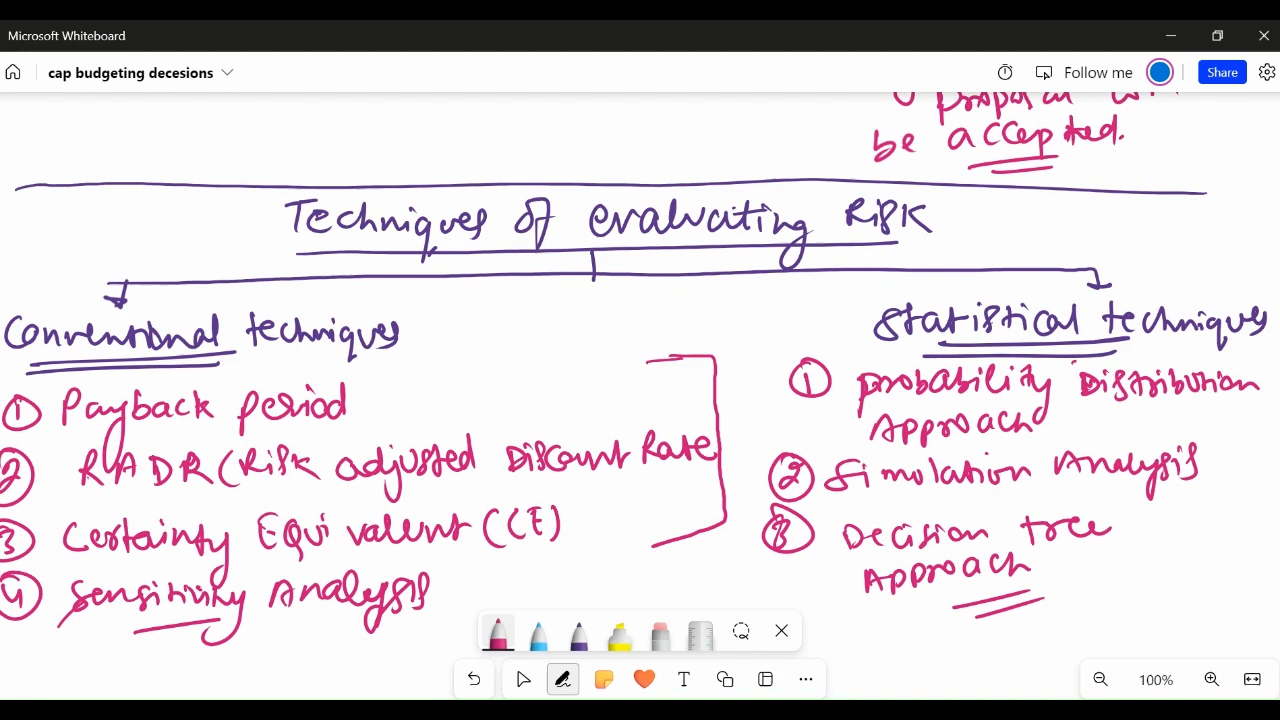 Microsoft Whiteboard
cap budgeting decesions
Follow me
Share
proposal
be accepted.
Techniques of evaluating Risk
Conventional techniques
① Payback period
② RADR (Risk adjusted Discount Rate
③ Certainty Equivalent (CE)
④ Sensitivity Analysis
Statistical techniques
① Probability Distribution
Approach
② Simulation Analysis
③ Decision tree
Approach
100%